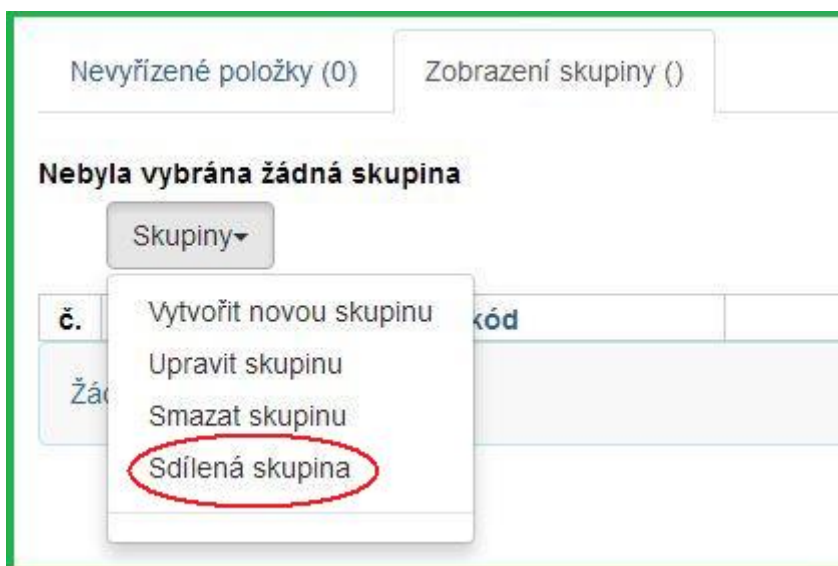 Nevyřízené položky (0)
Zobrazení skupiny ()
Nebyla vybrána žádná skupina
Skupiny
č.
Vytvořit novou skupinu
Upravit skupinu
Smazat skupinu
Sdílená skupina